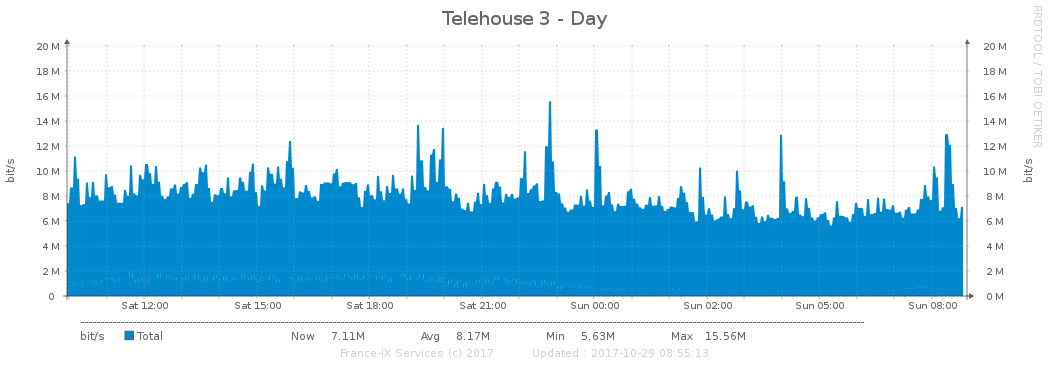 Telehouse 3 - Day
RRDTOOL / TOBI OETIKER
bit/s
20 M
18 M
16 M
14 M
12 M
10 M
8 M
6 M
4 M
2 M
0
20 M
18 M
16 M
14 M
12 M
10 M
8 M
6 M
4 M
2 M
0 M
bit/s
Sat 12:00 Sat 15:00 Sat 18:00 Sat 21:00 Sun 00:00 Sun 02:00 Sun 05:00 Sun 08:00
bit/s Total Now 7.11M Avg 8.17M Min 5.63M Max 15.56M
France-IX Services (c) 2017 Updated : 2017-10-29 08:55:13